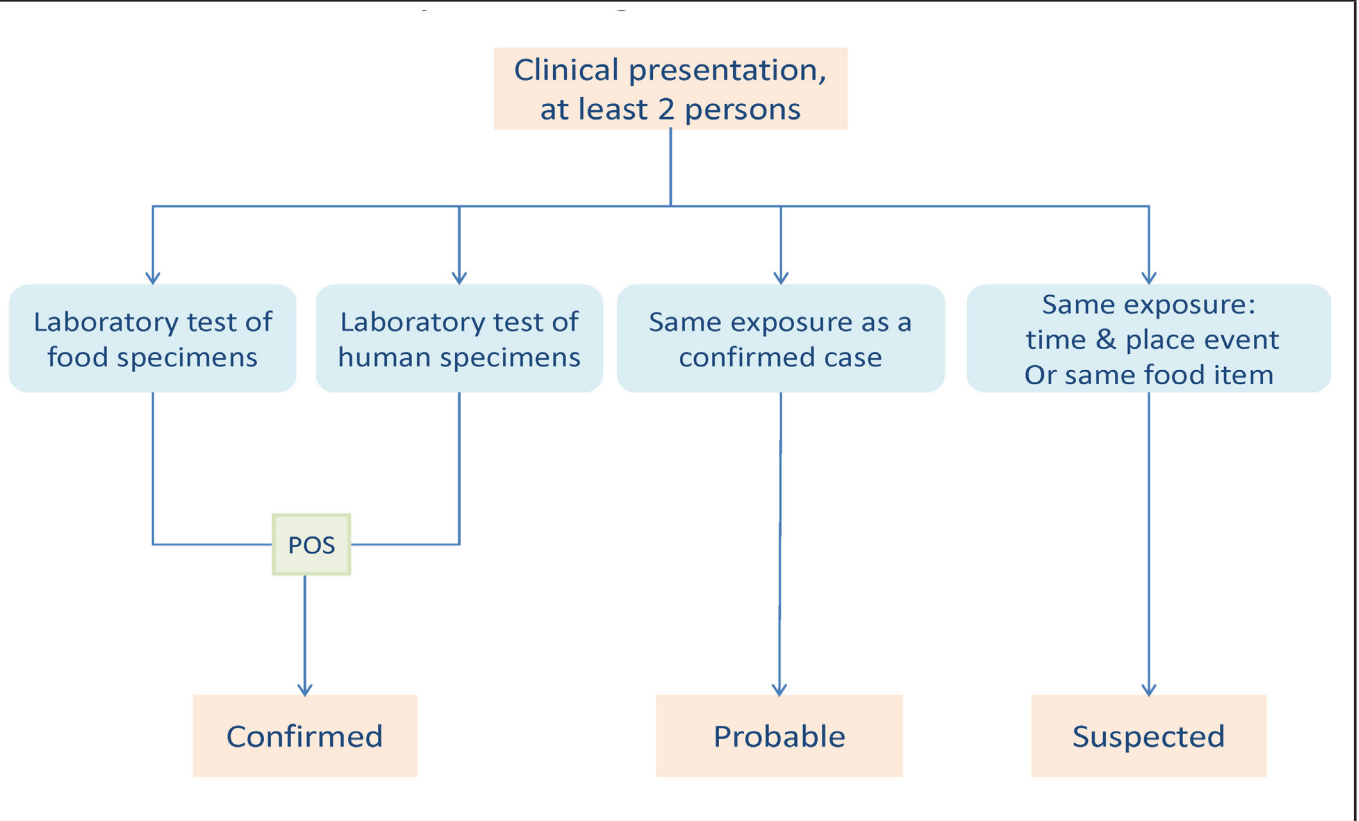 Clinical presentation,
at least 2 persons
Laboratory test of
food specimens
Laboratory test of
human specimens
Same exposure as a
confirmed case
Same exposure:
time & place event
Or same food item
POS
Confirmed
Probable
Suspected